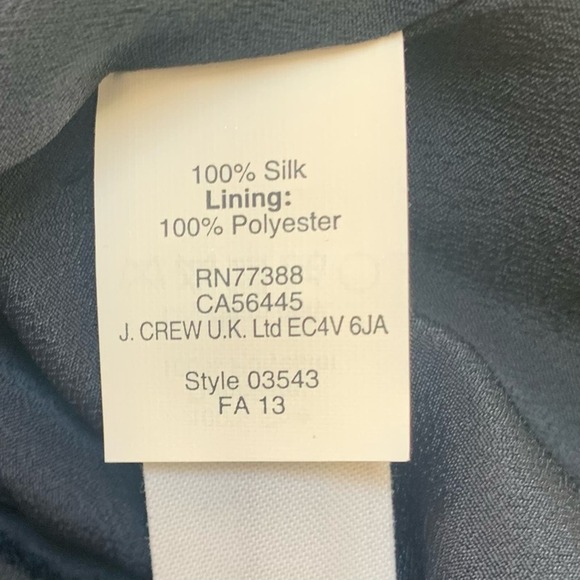 100% Silk
Lining:
100% Polyester
RN77388
CA56445
J. CREW U.K. Ltd EC4V 6JA
Style 03543
FA 13